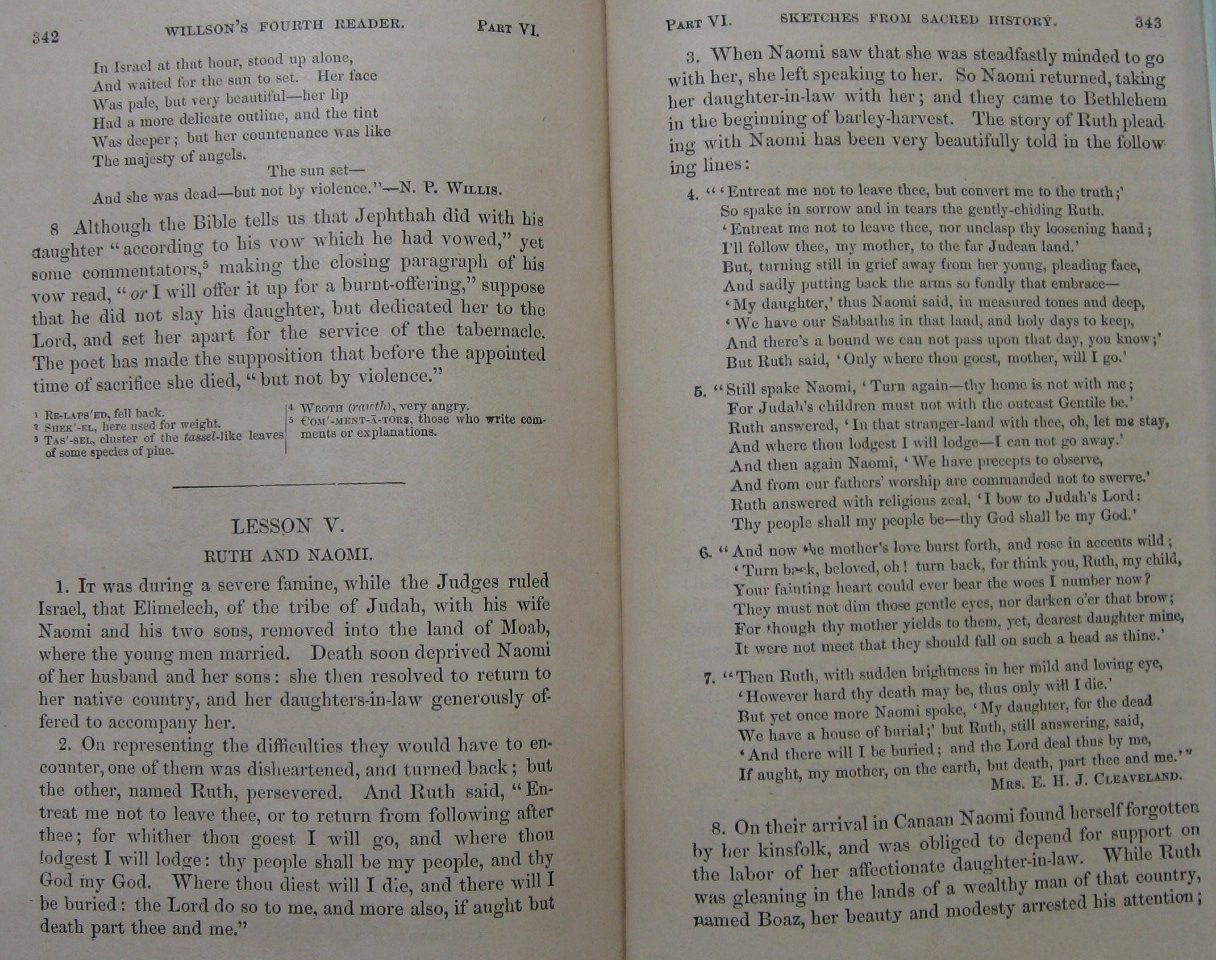 342 WILLSON'S FOURTH READER. PART VI.
In Israel at that hour, stood up alone,
And waited for the sun to set. Her face
Was pale, but very beautiful—her lip
Had a more delicate outline, and the tint
Was deeper; but her countenance was like
The majesty of angels.
The sun set—
And she was dead—but not by violence."—N. P. WILLIS.
8 Although the Bible tells us that Jephthah did with his
daughter "according to his vow which he had vowed," yet
some commentators,⁵ making the closing paragraph of his
vow read, "or I will offer it up for a burnt-offering," suppose
that he did not slay his daughter, but dedicated her to the
Lord, and set her apart for the service of the tabernacle.
The poet has made the supposition that before the appointed
time of sacrifice she died, "but not by violence."
¹ RE-LAPS'ED, fell back.
² SHEK'-EL, here used for weight.
³ TAS'-SEL, cluster of the tassel-like leaves
of some species of pine.
⁴ WROTH (rawth), very angry.
⁵ COM'-MENT-Ā-TORS, those who write com-
ments or explanations.
LESSON V.
RUTH AND NAOMI.
1. IT was during a severe famine, while the Judges ruled
Israel, that Elimelech, of the tribe of Judah, with his wife
Naomi and his two sons, removed into the land of Moab,
where the young men married. Death soon deprived Naomi
of her husband and her sons: she then resolved to return to
her native country, and her daughters-in-law generously of-
fered to accompany her.
2. On representing the difficulties they would have to en-
counter, one of them was disheartened, and turned back; but
the other, named Ruth, persevered. And Ruth said, "En-
treat me not to leave thee, or to return from following after
thee; for whither thou goest I will go, and where thou
lodgest I will lodge: thy people shall be my people, and thy
God my God. Where thou diest will I die, and there will I
be buried: the Lord do so to me, and more also, if aught but
death part thee and me."
PART VI. SKETCHES FROM SACRED HISTORY. 343
3. When Naomi saw that she was steadfastly minded to go
with her, she left speaking to her. So Naomi returned, taking
her daughter-in-law with her; and they came to Bethlehem
in the beginning of barley-harvest. The story of Ruth plead-
ing with Naomi has been very beautifully told in the follow-
ing lines:
4. "'Entreat me not to leave thee, but convert me to the truth;'
So spake in sorrow and in tears the gently-chiding Ruth.
'Entreat me not to leave thee, nor unclasp thy loosening hand;
I'll follow thee, my mother, to the far Judean land.'
But, turning still in grief away from her young, pleading face,
And sadly putting back the arms so fondly that embrace—
'My daughter,' thus Naomi said, in measured tones and deep,
'We have our Sabbaths in that land, and holy days to keep,
And there's a bound we can not pass upon that day, you know;'
But Ruth said, 'Only where thou goest, mother, will I go.'
5. "Still spake Naomi, 'Turn again—thy home is not with me;
For Judah's children must not with the outcast Gentile be.'
Ruth answered, 'In that stranger-land with thee, oh, let me stay,
And where thou lodgest I will lodge—I can not go away.'
And then again Naomi, 'We have precepts to observe,
And from our fathers' worship are commanded not to swerve.'
Ruth answered with religious zeal, 'I bow to Judah's Lord:
Thy people shall my people be—thy God shall be my God.'
6. "And now the mother's love burst forth, and rose in accents wild;
'Turn back, beloved, oh! turn back, for think you, Ruth, my child,
Your fainting heart could ever bear the woes I number now?
They must not dim those gentle eyes, nor darken o'er that brow;
For though thy mother yields to them, yet, dearest daughter mine,
It were not meet that they should fall on such a head as thine.'
7. "Then Ruth, with sudden brightness in her mild and loving eye,
'However hard thy death may be, thus only will I die.'
But yet once more Naomi spoke, 'My daughter, for the dead
We have a house of burial;' but Ruth, still answering, said,
'And there will I be buried; and the Lord deal thus by me,
If aught, my mother, on the earth, but death, part thee and me.'"
MRS. E. H. J. CLEAVELAND.
8. On their arrival in Canaan Naomi found herself forgotten
by her kinsfolk, and was obliged to depend for support on
the labor of her affectionate daughter-in-law. While Ruth
was gleaning in the lands of a wealthy man of that country,
named Boaz, her beauty and modesty arrested his attention;